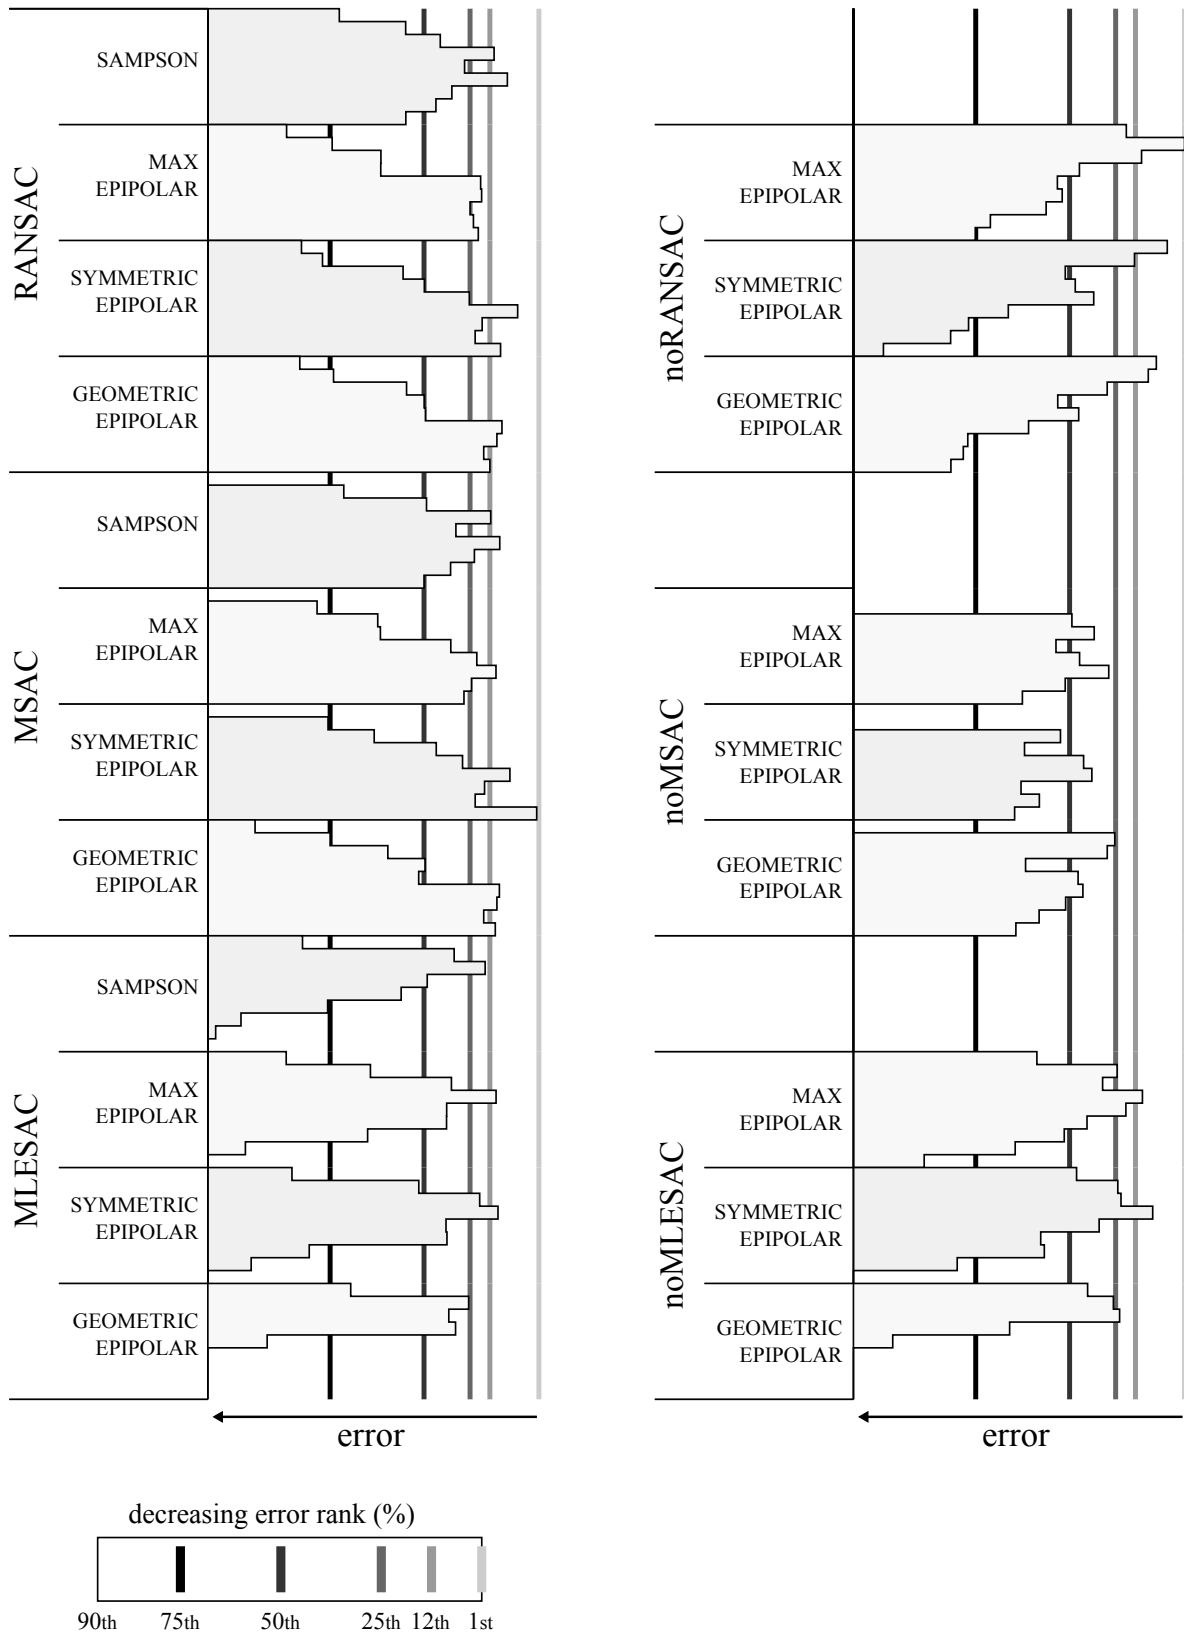 RANSAC
SAMPSON
MAX
EPIPOLAR
SYMMETRIC
EPIPOLAR
GEOMETRIC
EPIPOLAR
MSAC
SAMPSON
MAX
EPIPOLAR
SYMMETRIC
EPIPOLAR
GEOMETRIC
EPIPOLAR
MLESAC
SAMPSON
MAX
EPIPOLAR
SYMMETRIC
EPIPOLAR
GEOMETRIC
EPIPOLAR
error
noRANSAC
MAX
EPIPOLAR
SYMMETRIC
EPIPOLAR
GEOMETRIC
EPIPOLAR
noMSAC
MAX
EPIPOLAR
SYMMETRIC
EPIPOLAR
GEOMETRIC
EPIPOLAR
noMLESAC
MAX
EPIPOLAR
SYMMETRIC
EPIPOLAR
GEOMETRIC
EPIPOLAR
error
decreasing error rank (%)
90th 75th 50th 25th 12th 1st